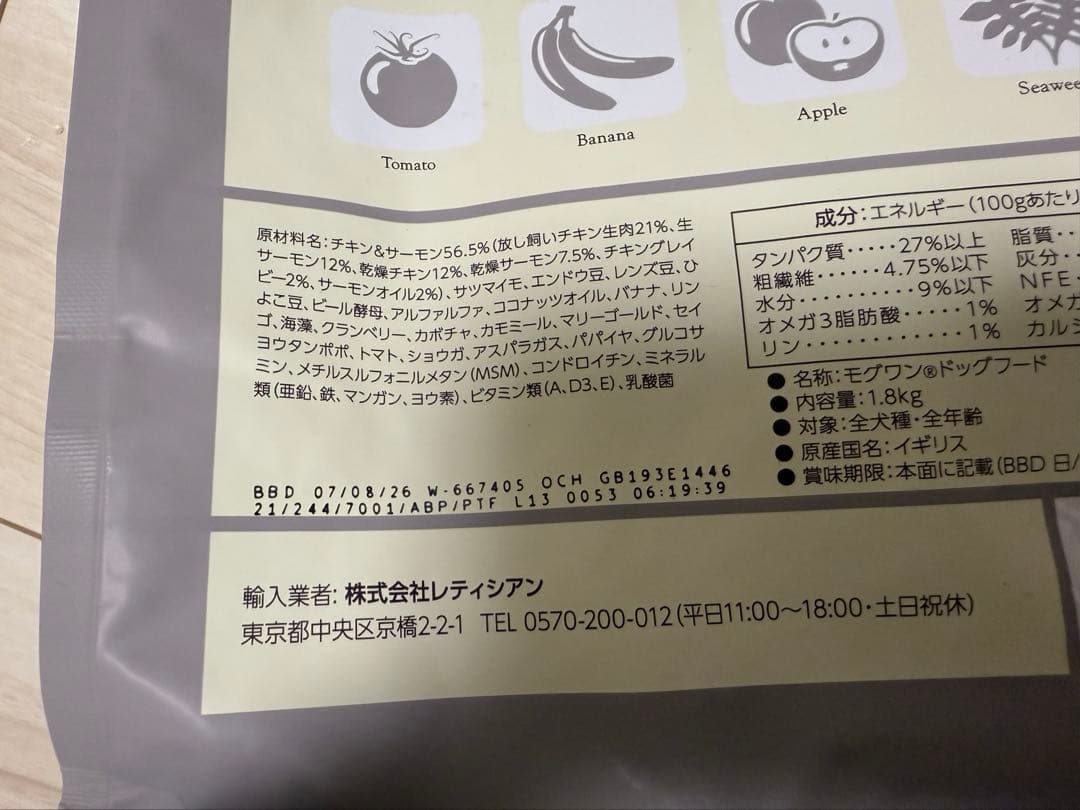 Tomato
Banana
Apple
Seawee
原材料名:チキン&サーモン56.5%(放し飼いチキン生肉21%、生
サーモン12%、乾燥チキン12%、乾燥サーモン7.5%、チキングレイ
ビー2%、サーモンオイル2%)、サツマイモ、エンドウ豆、レンズ豆、ひ
よこ豆、ビール酵母、アルファルファ、ココナッツオイル、バナナ、リン
ゴ、海藻、クランベリー、カボチャ、カモミール、マリーゴールド、セイ
ヨウタンポポ、トマト、ショウガ、アスパラガス、パパイヤ、グルコサ
ミン、メチルスルフォニルメタン(MSM)、コンドロイチン、ミネラル
類(亜鉛、鉄、マンガン、ヨウ素)、ビタミン類(A、D3、E)、乳酸菌
BBD 07/08/26 W-667405 OCH GB193E1446
21/244/7001/ABP/PTF L13 0053 06:19:39
成分:エネルギー(100gあたり
タンパク質・・・・・27%以上 脂質・・
粗繊維・・・・・・4.75%以下 灰分・・
水分・・・・・・・・・・9%以下 NFE・
オメガ3脂肪酸・・・・・1% オメガ
リン・・・・・・・・・・・・1% カルシ
● 名称:モグワン®ドッグフード
● 内容量:1.8kg
● 対象:全犬種・全年齢
● 原産国名:イギリス
● 賞味期限:本面に記載(BBD 日/
輸入業者:株式会社レティシアン
東京都中央区京橋2-2-1 TEL 0570-200-012(平日11:00〜18:00・土日祝休)